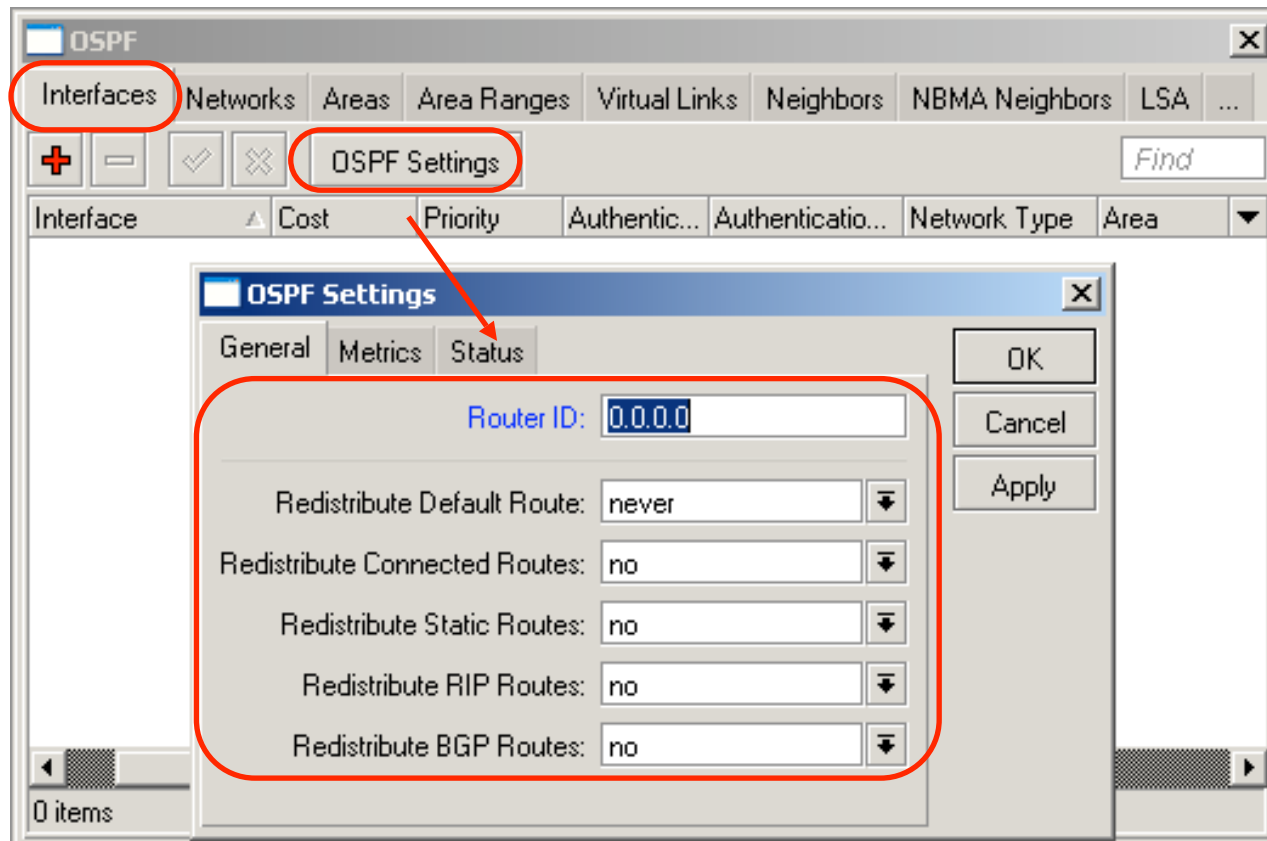 OSPF
Interfaces Networks Areas Area Ranges Virtual Links Neighbors NBMA Neighbors LSA ...
OSPF Settings Find
Interface Cost Priority Authentic... Authenticatio... Network Type Area
OSPF Settings
General Metrics Status
OK
Router ID: 0.0.0.0
Cancel
Apply
Redistribute Default Route: never
Redistribute Connected Routes: no
Redistribute Static Routes: no
Redistribute RIP Routes: no
Redistribute BGP Routes: no
0 items